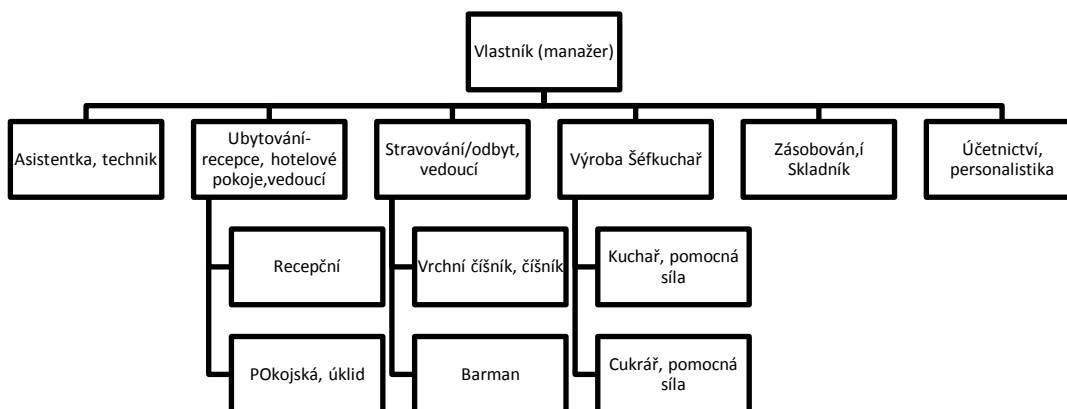 Vlastník (manažer)
Asistentka, technik
Ubytování-
recepce, hotelové
pokoje,vedoucí
Stravování/odbyt,
vedoucí
Výroba Šéfkuchař
Zásobován,í
Skladník
Účetnictví,
personalistika
Recepční
Vrchní číšník, číšník
Kuchař, pomocná
síla
POkojská, úklid
Barman
Cukrář, pomocná
síla